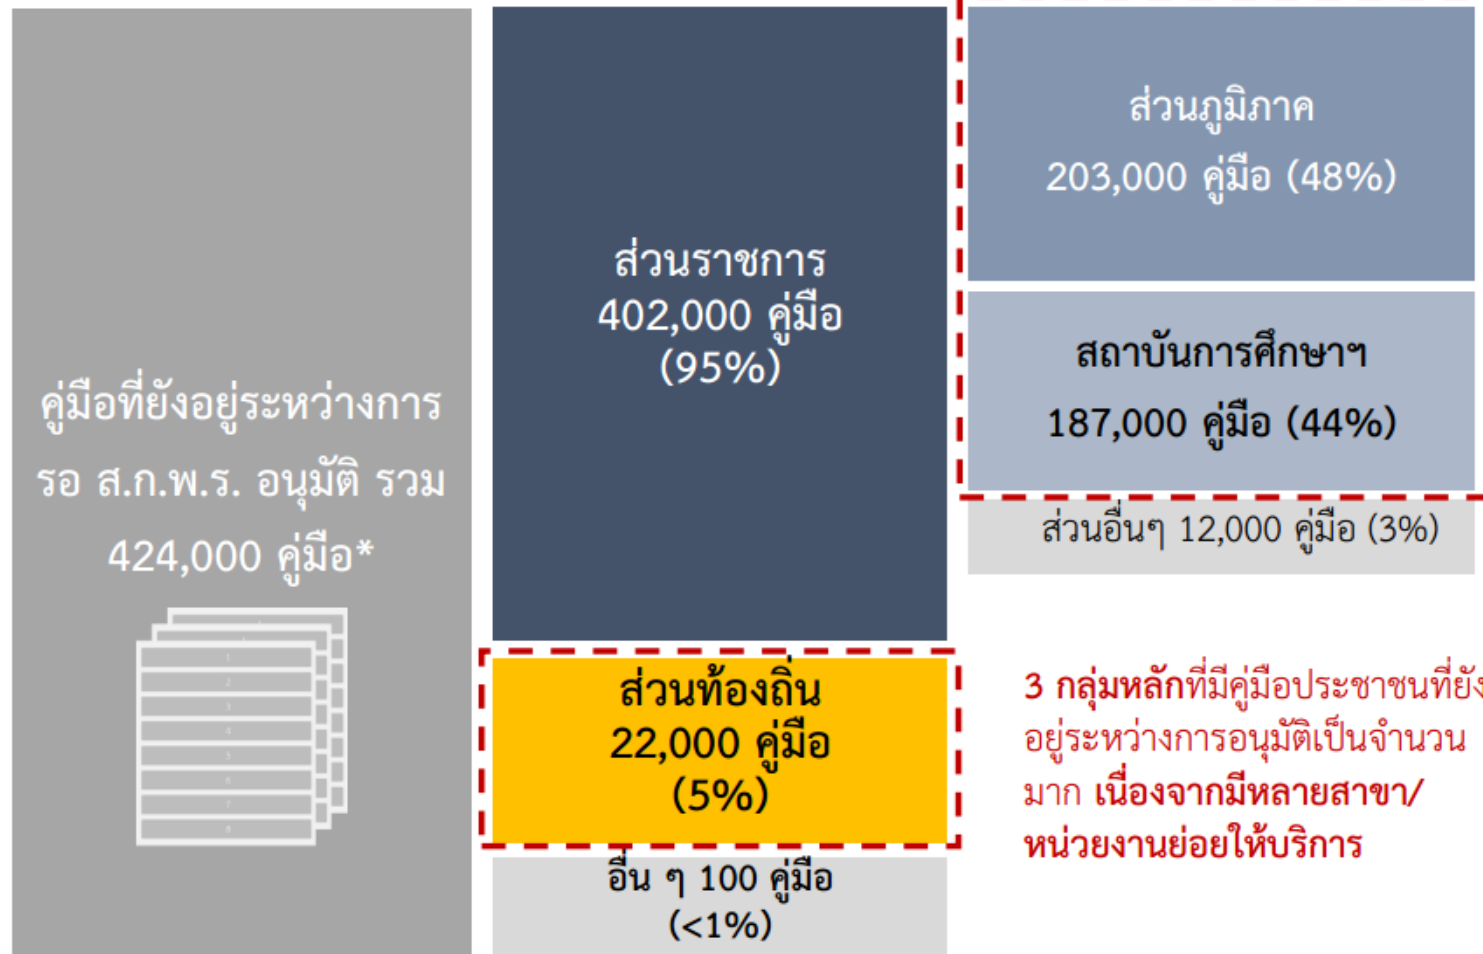 คู่มือที่ยังอยู่ระหว่างการ
รอ ส.ก.พ.ร. อนุมัติ รวม
424,000 คู่มือ*
1
2
3
4
5
6
7
8
ส่วนราชการ
402,000 คู่มือ
(95%)
ส่วนท้องถิ่น
22,000 คู่มือ
(5%)
อื่น ๆ 100 คู่มือ
(<1%)
ส่วนภูมิภาค
203,000 คู่มือ (48%)
สถาบันการศึกษาฯ
187,000 คู่มือ (44%)
ส่วนอื่นๆ 12,000 คู่มือ (3%)
3 กลุ่มหลักที่มีคู่มือประชาชนที่ยัง
อยู่ระหว่างการอนุมัติเป็นจำนวน
มาก เนื่องจากมีหลายสาขา/
หน่วยงานย่อยให้บริการ